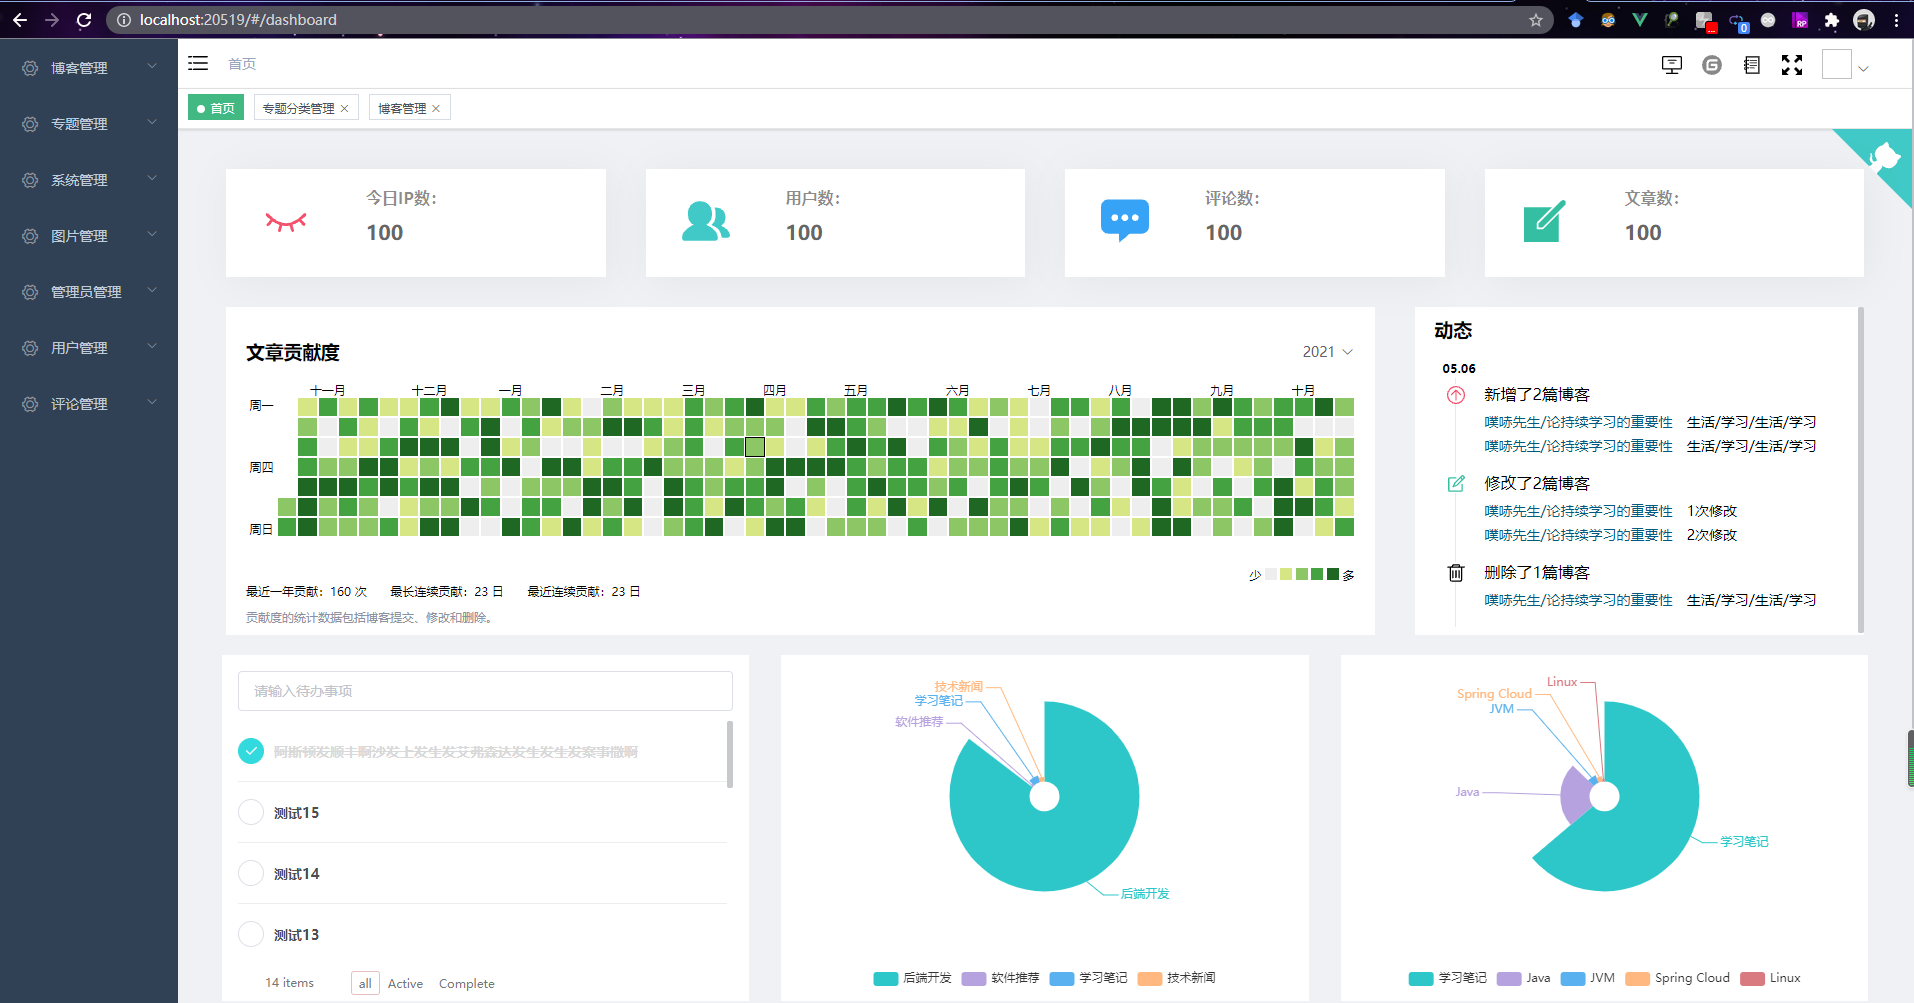 localhost:20519/#/dashboard
0
RP
博客管理
专题管理
系统管理
图片管理
管理员管理
用户管理
评论管理
首页
首页
专题分类管理
博客管理
今日IP数：
100
用户数：
100
评论数：
100
文章数：
100
文章贡献度
2021
十一月 十二月 一月 二月 三月 四月 五月 六月 七月 八月 九月 十月
周一
周四
周日
少 多
最近一年贡献：160 次 最长连续贡献：23 日 最近连续贡献：23 日
贡献度的统计数据包括博客提交、修改和删除。
动态
05.06
新增了2篇博客
噗哧先生/论持续学习的重要性 生活/学习/生活/学习
噗哧先生/论持续学习的重要性 生活/学习/生活/学习
修改了2篇博客
噗哧先生/论持续学习的重要性 1次修改
噗哧先生/论持续学习的重要性 2次修改
删除了1篇博客
噗哧先生/论持续学习的重要性 生活/学习/生活/学习
请输入待办事项
阿斯顿发顺丰啊沙发上发生发艾弗森达发生发生发案事撒啊
测试15
测试14
测试13
14 items all Active Complete
技术新闻
学习笔记
软件推荐
后端开发
后端开发 软件推荐 学习笔记 技术新闻
Linux
Spring Cloud
JVM
Java
学习笔记
学习笔记 Java JVM Spring Cloud Linux